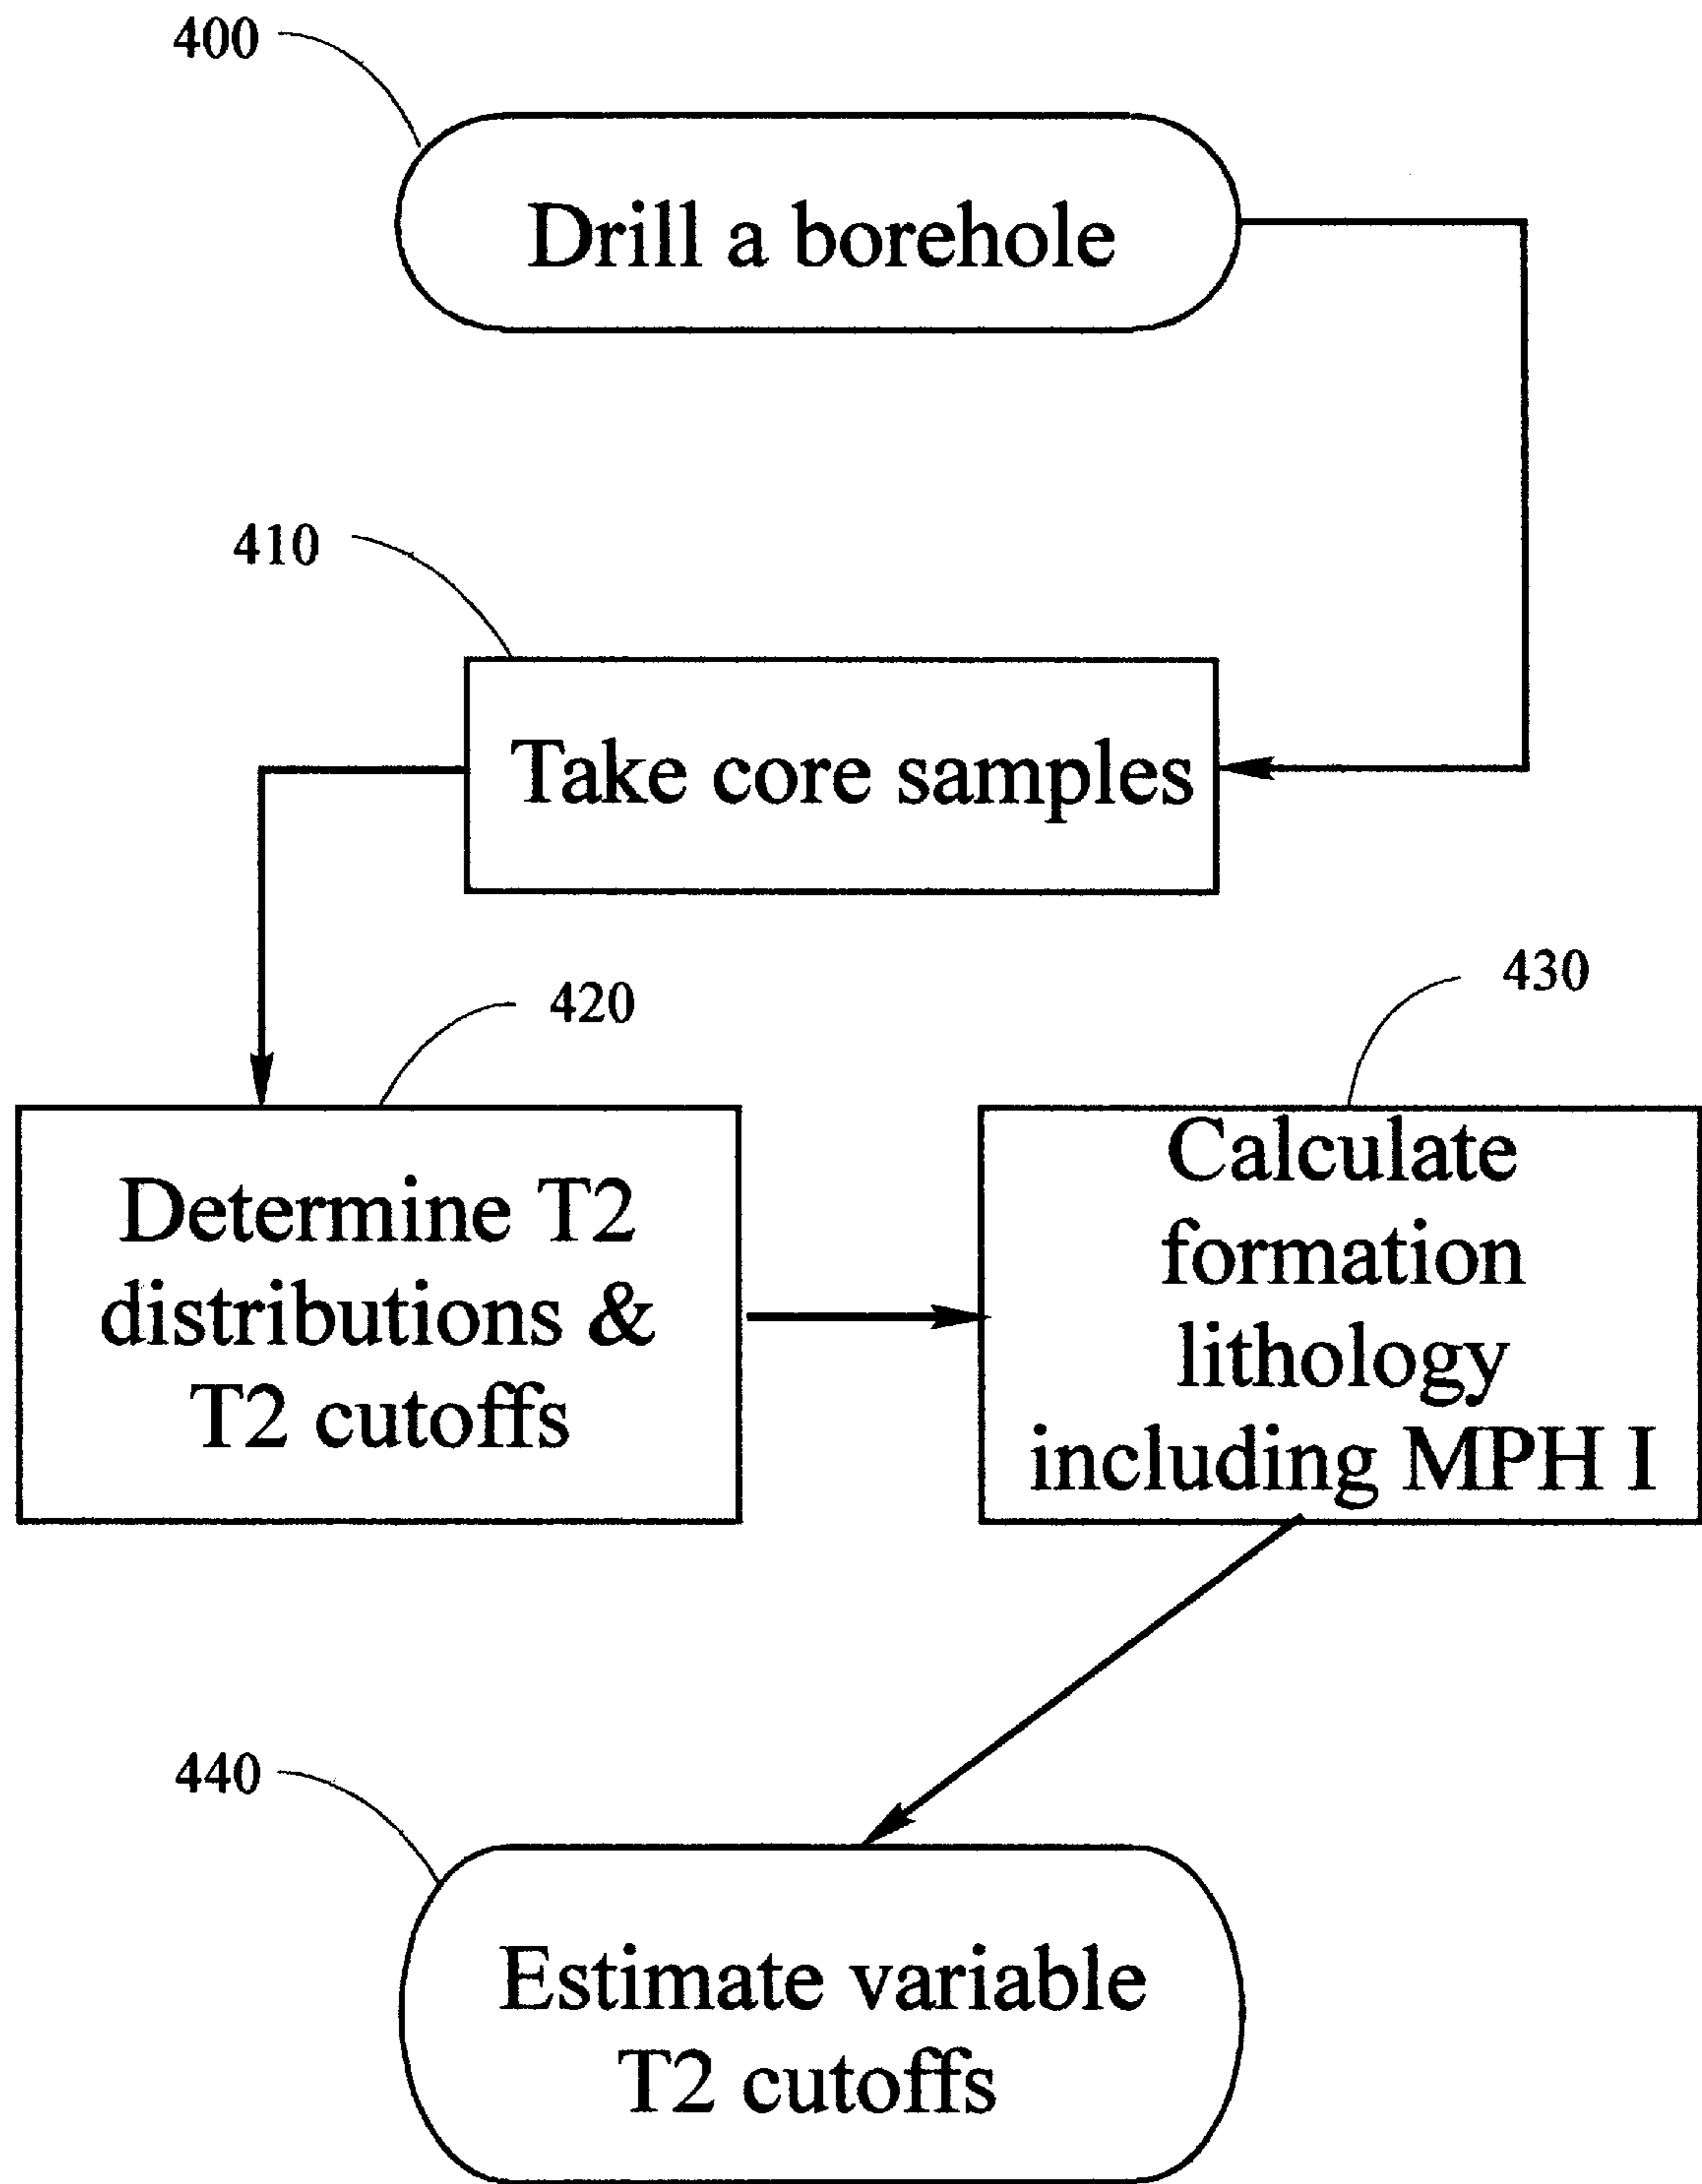 400
Drill a borehole
410
Take core samples
420
430
Determine T2
distributions &
T2 cutoffs
Calculate
formation
lithology
including MPH I
440
Estimate variable
T2 cutoffs